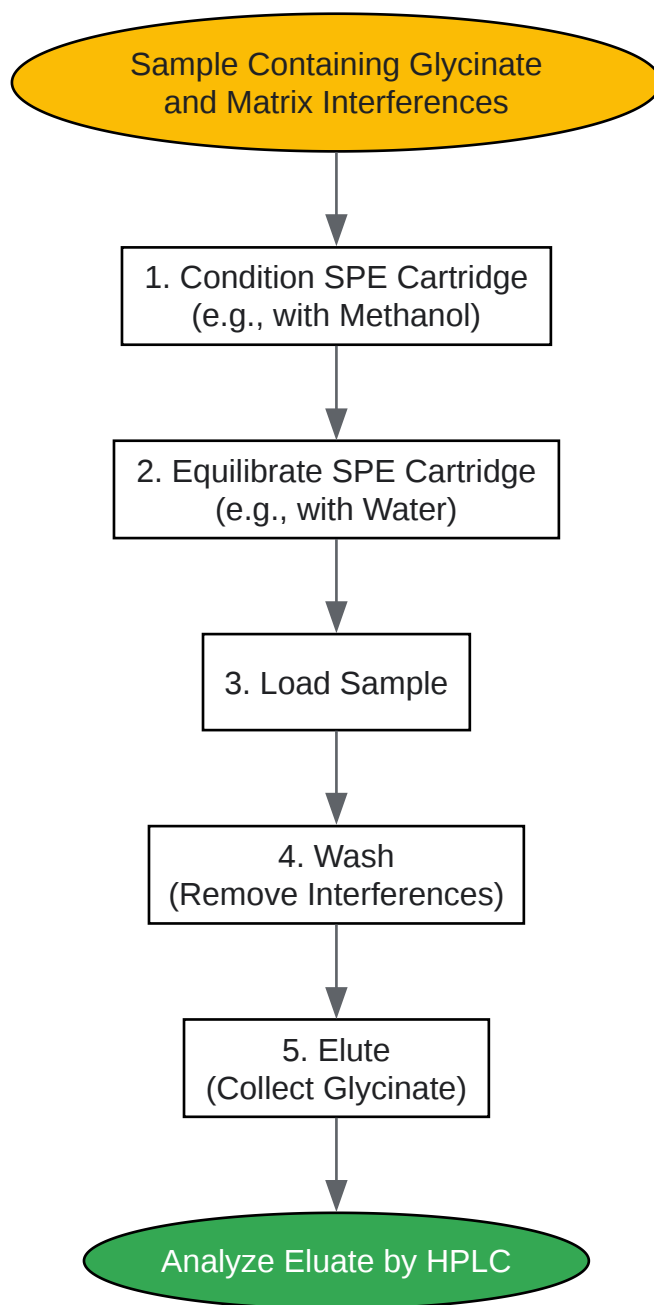 Sample Containing Glycinate
and Matrix Interferences
1. Condition SPE Cartridge
(e.g., with Methanol)
2. Equilibrate SPE Cartridge
(e.g., with Water)
3. Load Sample
4. Wash
(Remove Interferences)
5. Elute
(Collect Glycinate)
Analyze Eluate by HPLC